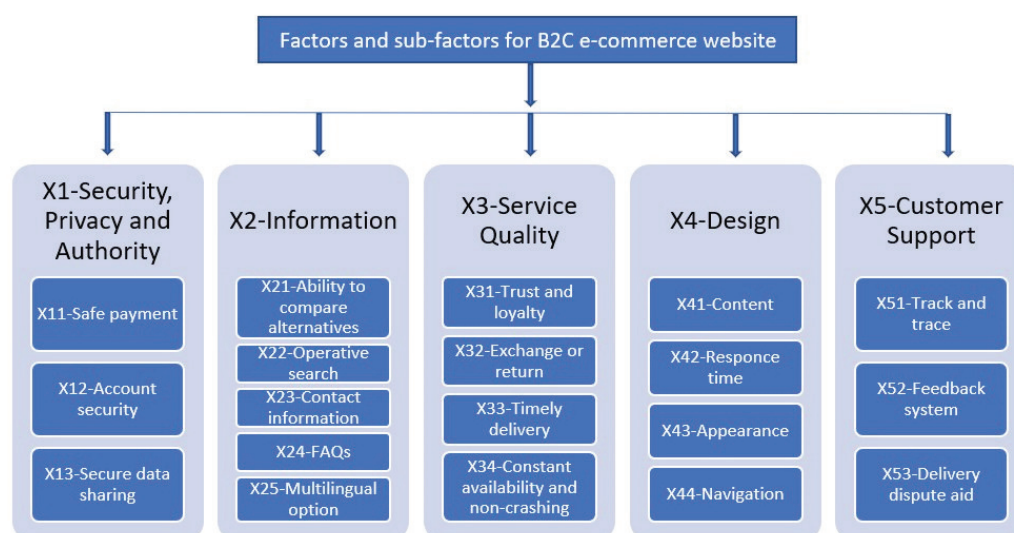 Factors and sub-factors for B2C e-commerce website
X1-Security,
Privacy and
Authority
X11-Safe payment
X12-Account
security
X13-Secure data
sharing
X2-Information
X21-Ability to
compare
alternatives
X22-Operative
search
X23-Contact
information
X24-FAQs
X25-Multilingual
option
X3-Service
Quality
X31-Trust and
loyalty
X32-Exchange or
return
X33-Timely
delivery
X34-Constant
availability and
non-crashing
X4-Design
X41-Content
X42-Responce
time
X43-Appearance
X44-Navigation
X5-Customer
Support
X51-Track and
trace
X52-Feedback
system
X53-Delivery
dispute aid